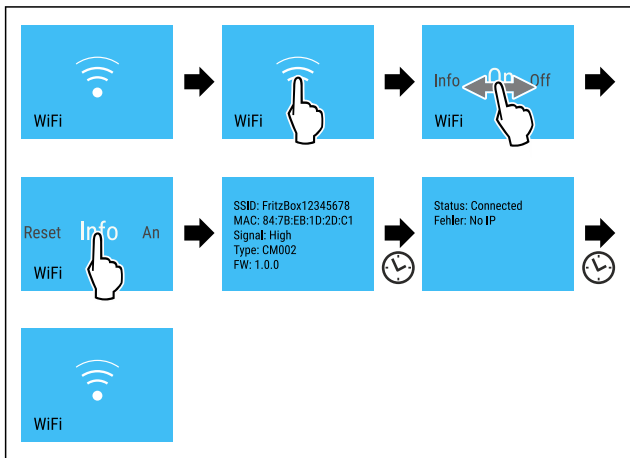 WiFi
WiFi
Info On Off
WiFi
Reset Info An
WiFi
SSID: FritzBox12345678
MAC: 84:7B:EB:1D:2D:C1
Signal: High
Type: CM002
FW: 1.0.0
Status: Connected
Fehler: No IP
WiFi